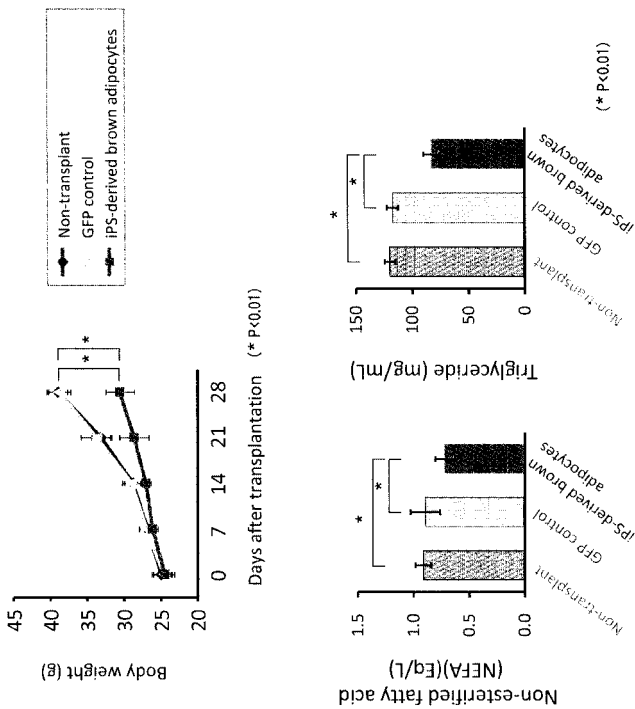 Body weight (g)
45
40
35
30
25
20
0
7
14
21
28
Days after transplantation
(* P<0.01)
*
*
Non-transplant
GFP control
iPS-derived brown adipocytes
Non-esterified fatty acid
(NEFA)(Eq/L)
1.5
1.0
0.5
0.0
*
*
Non-transplant
GFP control
iPS-derived brown
adipocytes
Triglyceride (mg/mL)
150
100
50
0
*
*
Non-transplant
GFP control
iPS-derived brown
adipocytes
(* P<0.01)